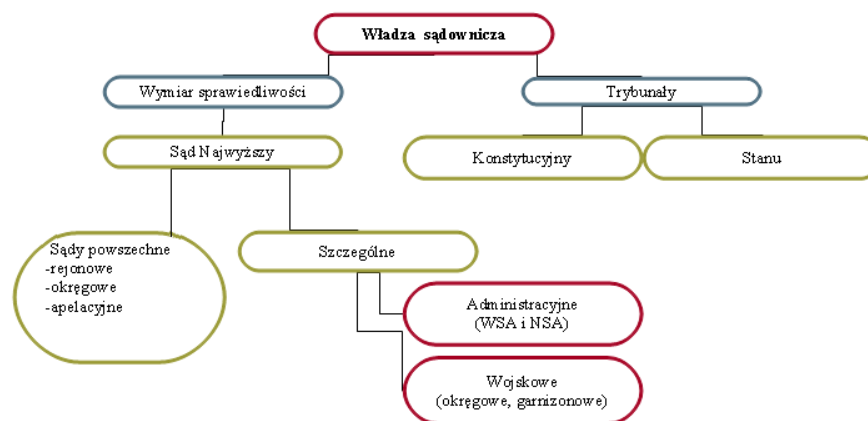 Władza sądownicza
Wymiar sprawiedliwości
Trybunały
Sąd Najwyższy
Konstytucyjny
Stanu
Sądy powszechne
-rejonowe
-okręgowe
-apelacyjne
Szczególne
Administracyjne
(WSA i NSA)
Wojskowe
(okręgowe, garnizonowe)